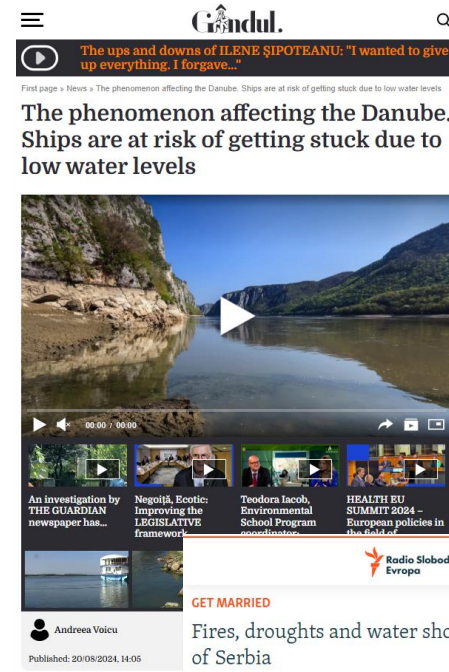 Gândul.
The ups and downs of ILENE ŞIPOTEANU: "I wanted to give
up everything. I forgave..."
First page » News » The phenomenon affecting the Danube. Ships are at risk of getting stuck due to low water levels
The phenomenon affecting the Danube.
Ships are at risk of getting stuck due to
low water levels
00:00 / 00:00
An investigation by
THE GUARDIAN
newspaper has...
Negoiță, Ecotic:
Improving the
LEGISLATIVE
framework
Teodora Iacob,
Environmental
School Program
coordinator:
HEALTH EU
SUMMIT 2024 –
European policies in
the field of
Andreea Voicu
Published: 20/08/2024, 14:05
Radio Slobod
Evropa
GET MARRIED
Fires, droughts and water sho
of Serbia